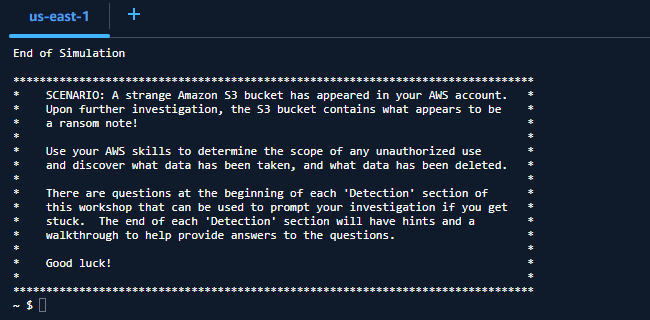 us-east-1 +
End of Simulation
*******************************************************************************
* SCENARIO: A strange Amazon S3 bucket has appeared in your AWS account. *
* Upon further investigation, the S3 bucket contains what appears to be *
* a ransom note! *
* *
* Use your AWS skills to determine the scope of any unauthorized use *
* and discover what data has been taken, and what data has been deleted. *
* *
* There are questions at the beginning of each 'Detection' section of *
* this workshop that can be used to prompt your investigation if you get *
* stuck. The end of each 'Detection' section will have hints and a *
* walkthrough to help provide answers to the questions. *
* *
* Good luck! *
* *
*******************************************************************************
~ $